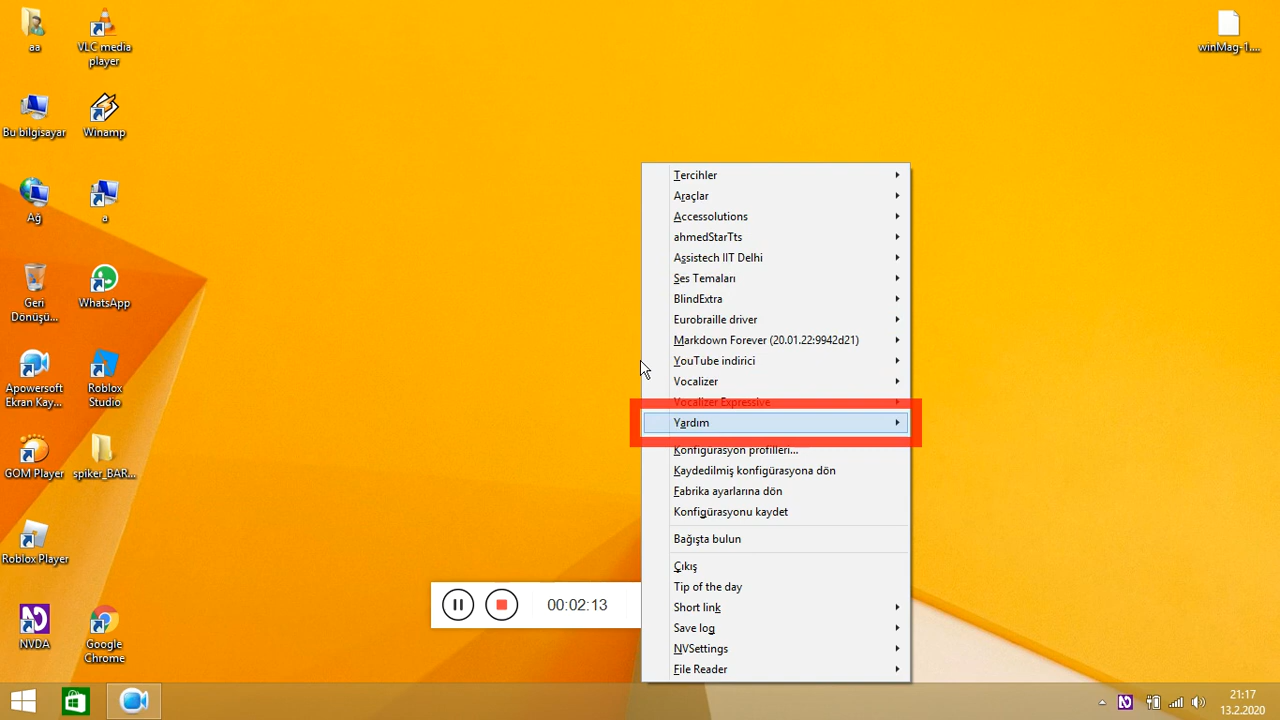 aa
VLC media
player
winMag-1....
Bu bilgisayar
Winamp
Ağ
a
Geri
Dönüşü...
WhatsApp
Apowersoft
Ekran Kay...
Roblox
Studio
GOM Player
spiker_BAR...
Roblox Player
NVDA
Google
Chrome
Tercihler
Araçlar
Accessolutions
ahmedStarTts
Assistech IIT Delhi
Ses Temaları
BlindExtra
Eurobraille driver
Markdown Forever (20.01.22:9942d21)
YouTube indirici
Vocalizer
Vocalizer Expressive
Yardım
Konfigürasyon profilleri...
Kaydedilmiş konfigürasyona dön
Fabrika ayarlarına dön
Konfigürasyonu kaydet
Bağışta bulun
Çıkış
Tip of the day
Short link
Save log
NVSettings
File Reader
00:02:13
21:17
13.2.2020